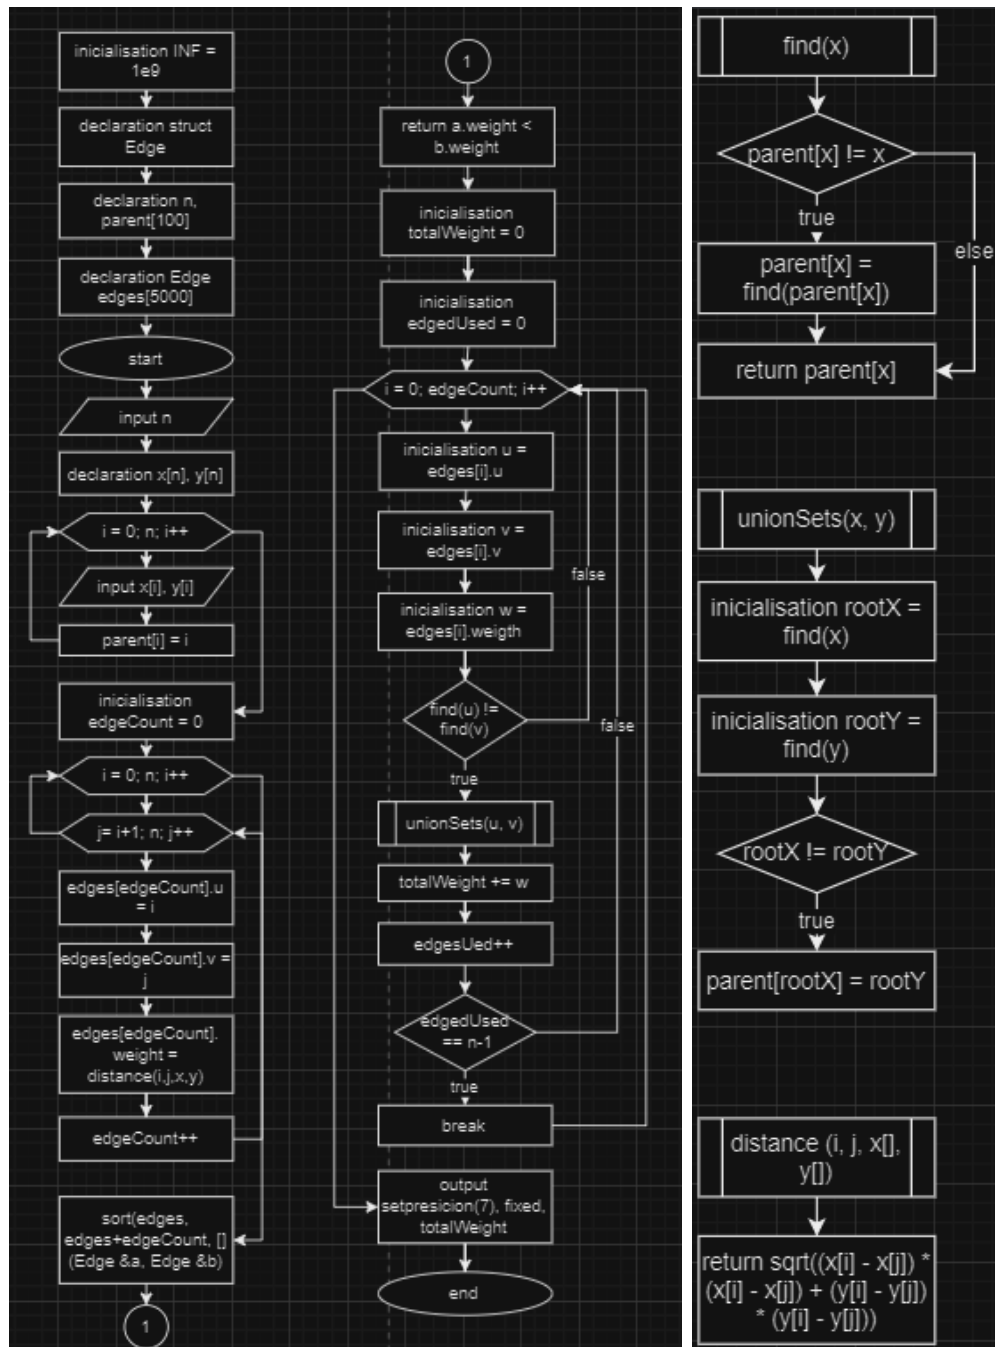 inicialisation INF =
1e9
declaration struct
Edge
declaration n,
parent[100]
declaration Edge
edges[5000]
start
input n
declaration x[n], y[n]
i = 0; n; i++
input x[i], y[i]
parent[i] = i
inicialisation
edgeCount = 0
i = 0; n; i++
j= i+1; n; j++
edges[edgeCount].u
= i
edges[edgeCount].v =
j
edges[edgeCount].
weight =
distance(i,j,x,y)
edgeCount++
sort(edges,
edges+edgeCount, []
(Edge &a, Edge &b)
1
1
return a.weight <
b.weight
inicialisation
totalWeight = 0
inicialisation
edgedUsed = 0
i = 0; edgeCount; i++
inicialisation u =
edges[i].u
inicialisation v =
edges[i].v
false
inicialisation w =
edges[i].weigth
find(u) !=
find(v)
false
true
unionSets(u, v)
totalWeight += w
edgesUed++
edgedUsed
== n-1
true
break
output
setpresicion(7), fixed,
totalWeight
end
find(x)
parent[x] != x
true
else
parent[x] =
find(parent[x])
return parent[x]
unionSets(x, y)
inicialisation rootX =
find(x)
inicialisation rootY =
find(y)
rootX != rootY
true
parent[rootX] = rootY
distance (i, j, x[],
y[])
return sqrt((x[i] - x[j]) *
(x[i] - x[j]) + (y[i] - y[j])
* (y[i] - y[j]))